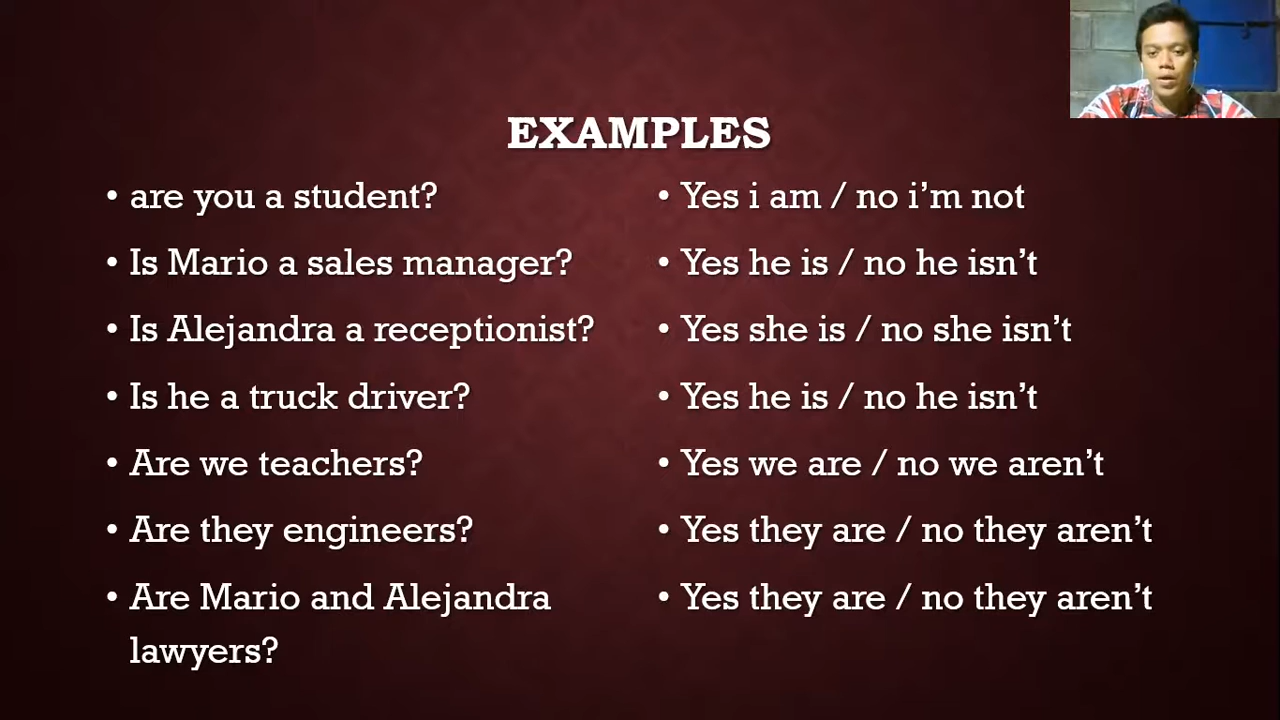 EXAMPLES
• are you a student?
• Yes i am / no i’m not
• Is Mario a sales manager?
• Yes he is / no he isn’t
• Is Alejandra a receptionist?
• Yes she is / no she isn’t
• Is he a truck driver?
• Yes he is / no he isn’t
• Are we teachers?
• Yes we are / no we aren’t
• Are they engineers?
• Yes they are / no they aren’t
• Are Mario and Alejandra
lawyers?
• Yes they are / no they aren’t